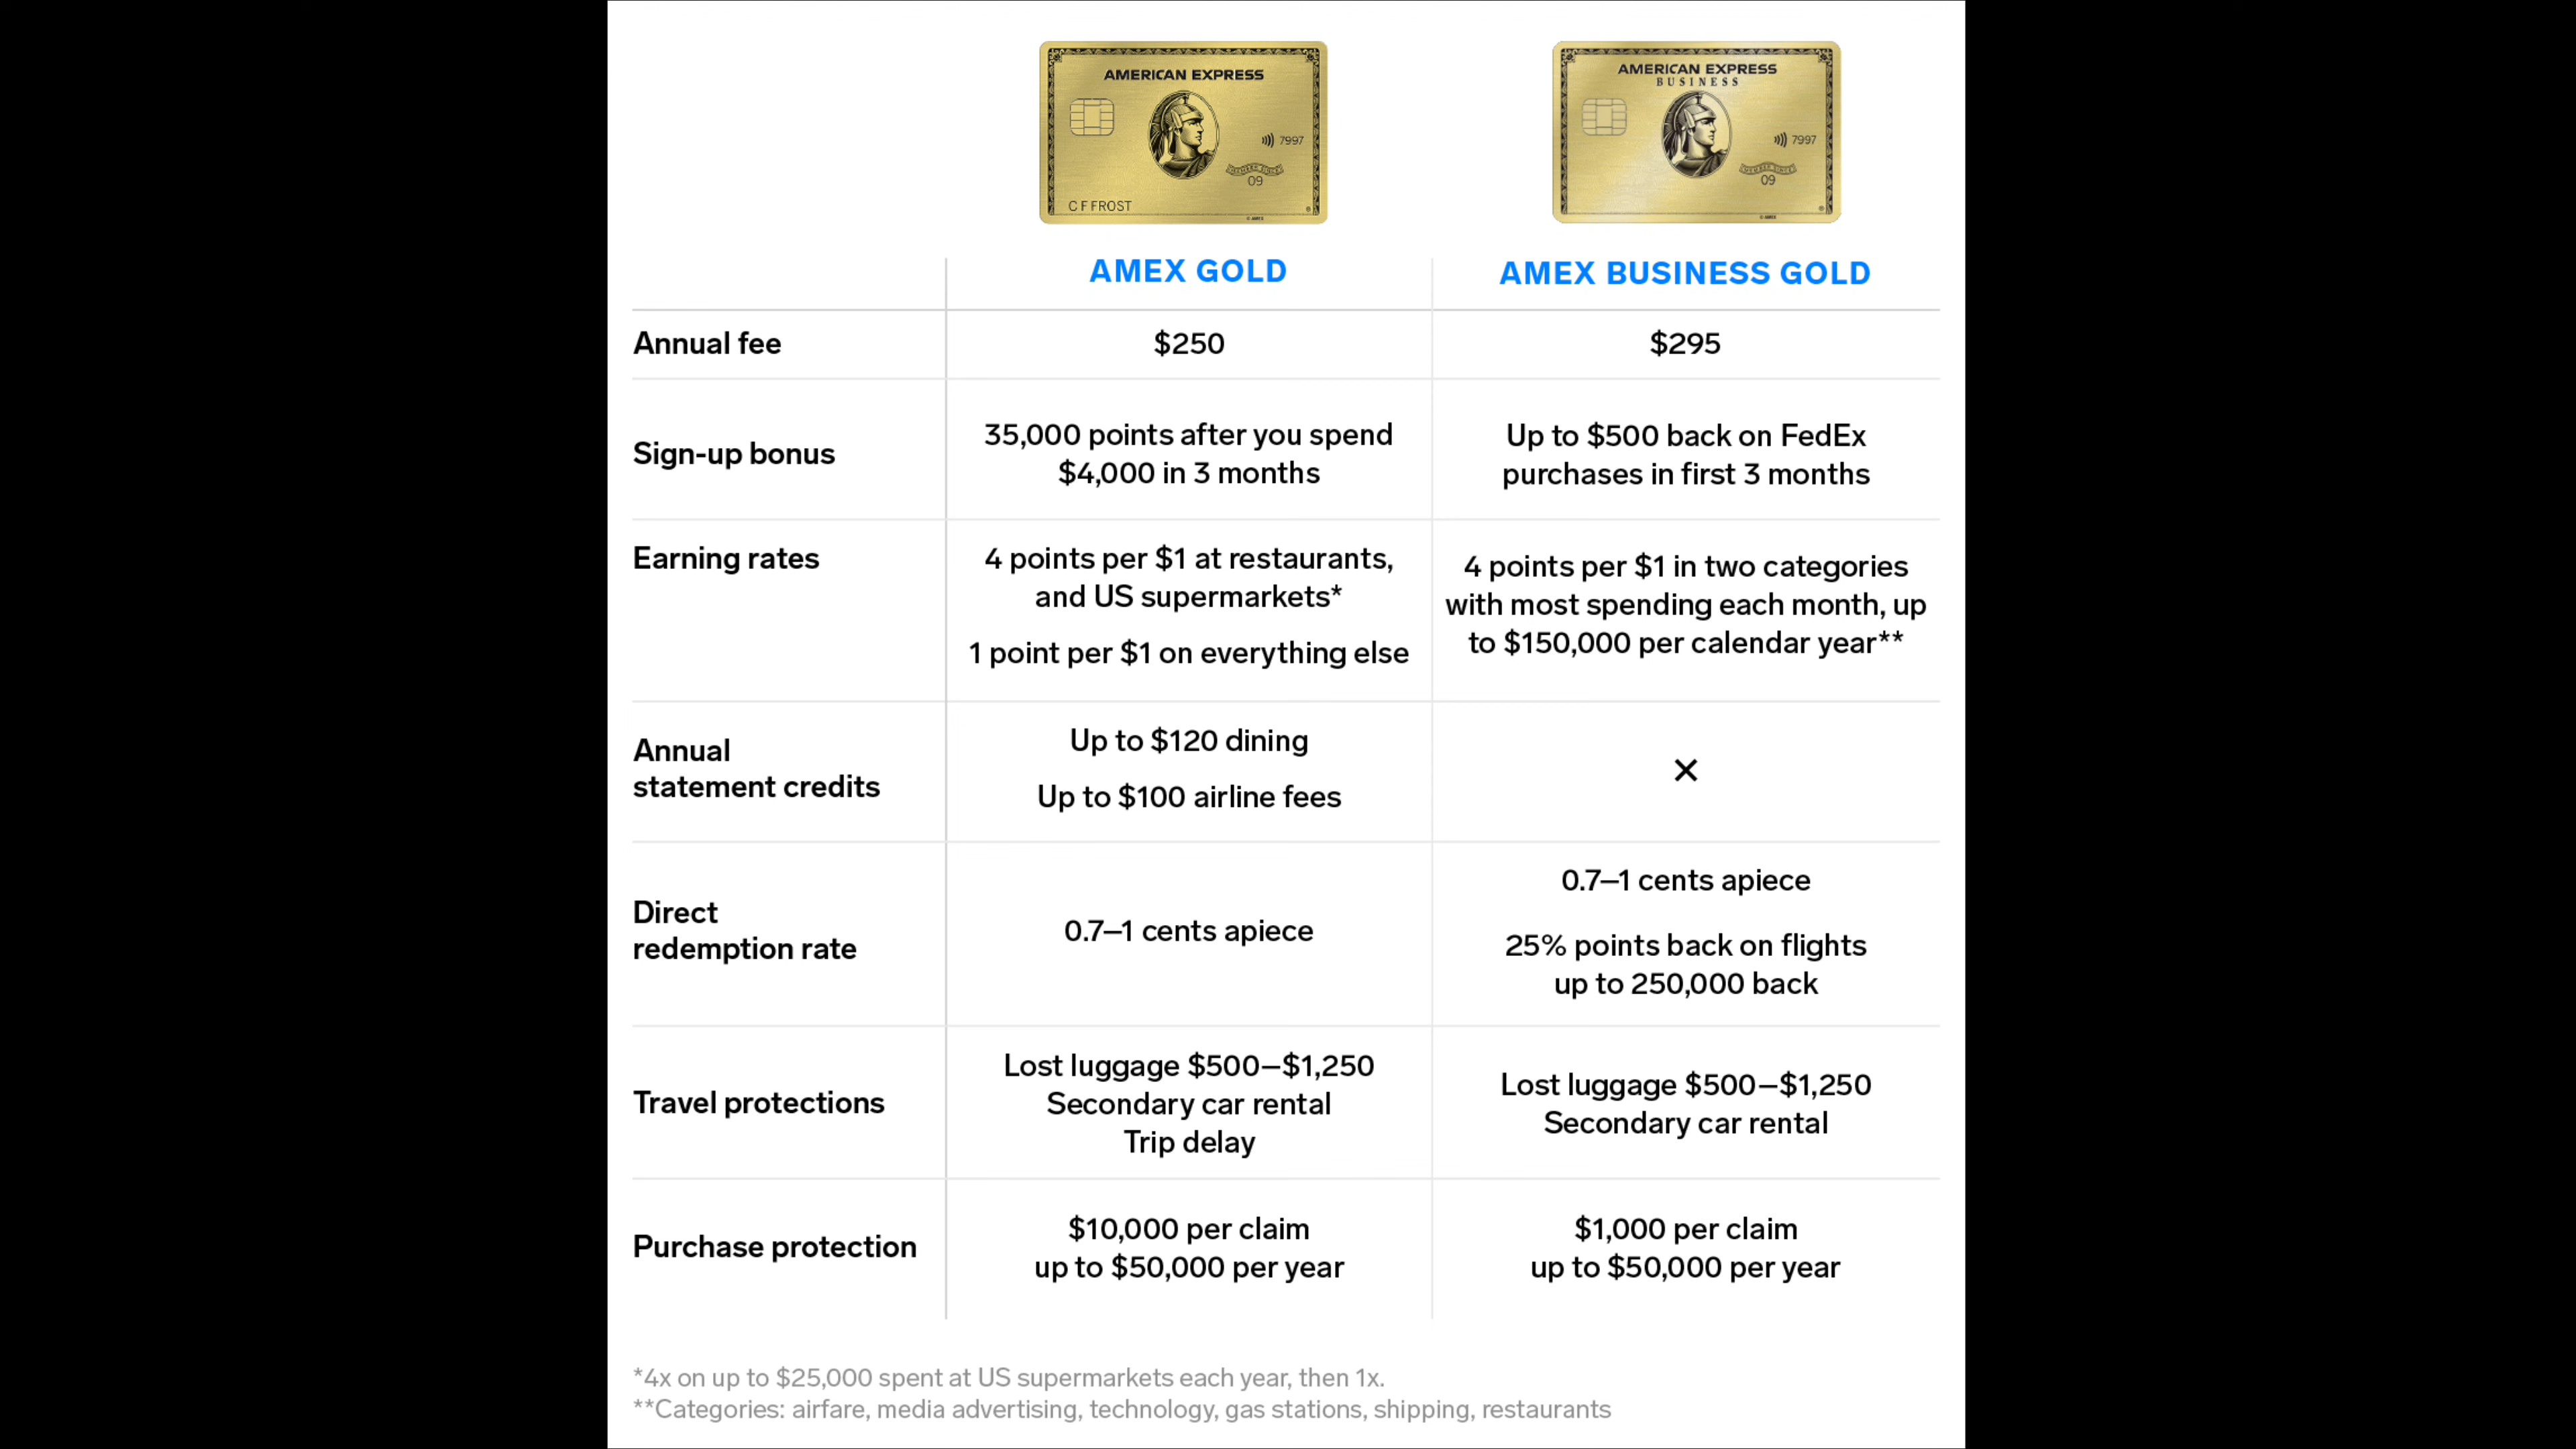 AMERICAN EXPRESS
7997
MEMBER SINCE
09
C F FROST
© AMEX
AMERICAN EXPRESS
BUSINESS
7997
MEMBER SINCE
09
© AMEX
AMEX GOLD
AMEX BUSINESS GOLD
Annual fee
$250
$295
Sign-up bonus
35,000 points after you spend
$4,000 in 3 months
Up to $500 back on FedEx
purchases in first 3 months
Earning rates
4 points per $1 at restaurants,
and US supermarkets*
1 point per $1 on everything else
4 points per $1 in two categories
with most spending each month, up
to $150,000 per calendar year**
Annual
statement credits
Up to $120 dining
Up to $100 airline fees
×
Direct
redemption rate
0.7–1 cents apiece
0.7–1 cents apiece
25% points back on flights
up to 250,000 back
Travel protections
Lost luggage $500–$1,250
Secondary car rental
Trip delay
Lost luggage $500–$1,250
Secondary car rental
Purchase protection
$10,000 per claim
up to $50,000 per year
$1,000 per claim
up to $50,000 per year
*4x on up to $25,000 spent at US supermarkets each year, then 1x.
**Categories: airfare, media advertising, technology, gas stations, shipping, restaurants